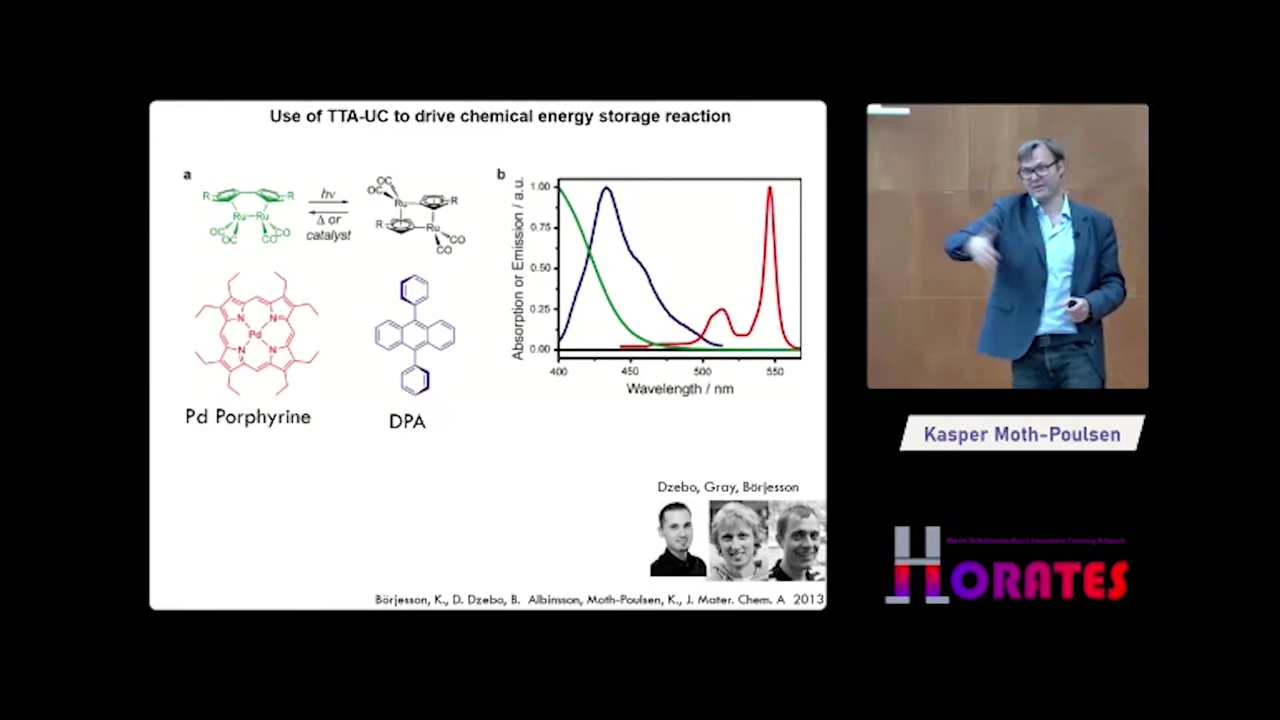 Use of TTA-UC to drive chemical energy storage reaction
a
R
R
Ru
Ru
OC
OC
CO
CO
hν
Δ or
catalyst
OC
OC
Ru
R
R
Ru
CO
CO
N
N
Pd
N
N
Pd Porphyrine
DPA
b
Absorption or Emission / a.u.
1.00
0.75
0.50
0.25
0.00
400
450
500
550
Wavelength / nm
Dzebo, Gray, Börjesson
Börjesson, K., D. Dzebo, B. Albinsson, Moth-Poulsen, K., J. Mater. Chem. A 2013
Kasper Moth-Poulsen
HORATES